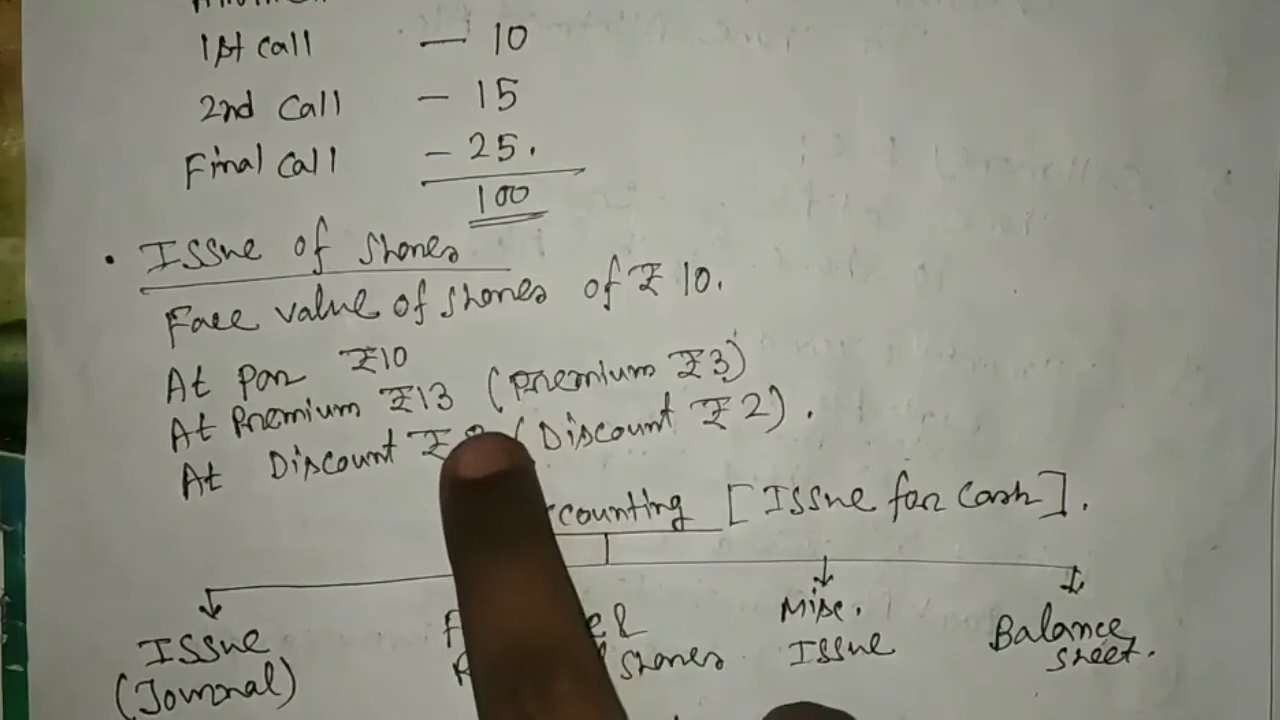 1st call — 10
2nd call — 15
Final call — 25.
100
• Issue of shares
Face value of shares of ₹ 10.
At par ₹10
At Premium ₹13 (Premium ₹3)
At Discount ₹ (Discount ₹2).
[Issue for cash].
Issue
(Journal)
shares
Misc.
Issue
Balance
sheet.